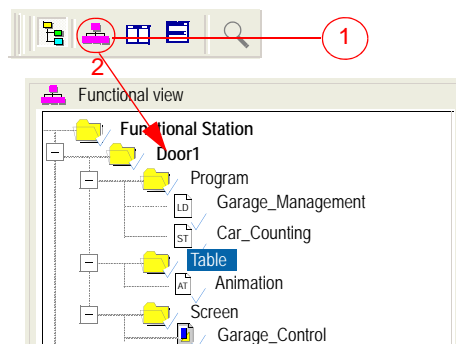 1
2
Functional view
Functional Station
Door1
Program
LD Garage_Management
ST Car_Counting
Table
AT Animation
Screen
Garage_Control